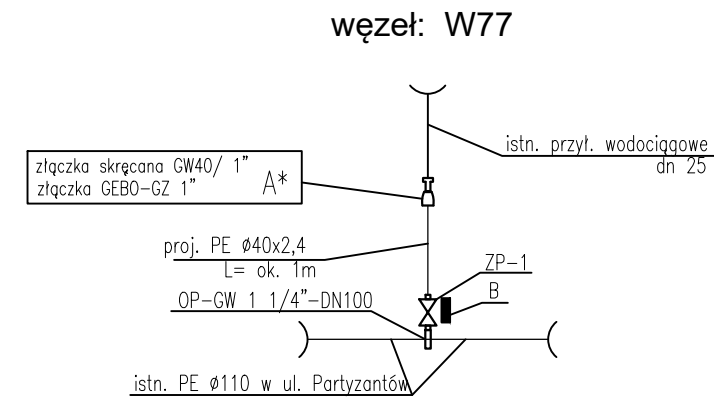 węzeł: W77
istn. przył. wodociągowe
dn 25
złączka skręcana GW40/ 1"
złączka GEBO-GZ 1"
A*
proj. PE ø40x2,4
L= ok. 1m
ZP-1
OP-GW 1 1/4"-DN100
B
istn. PE ø110 w ul. Partyzantów